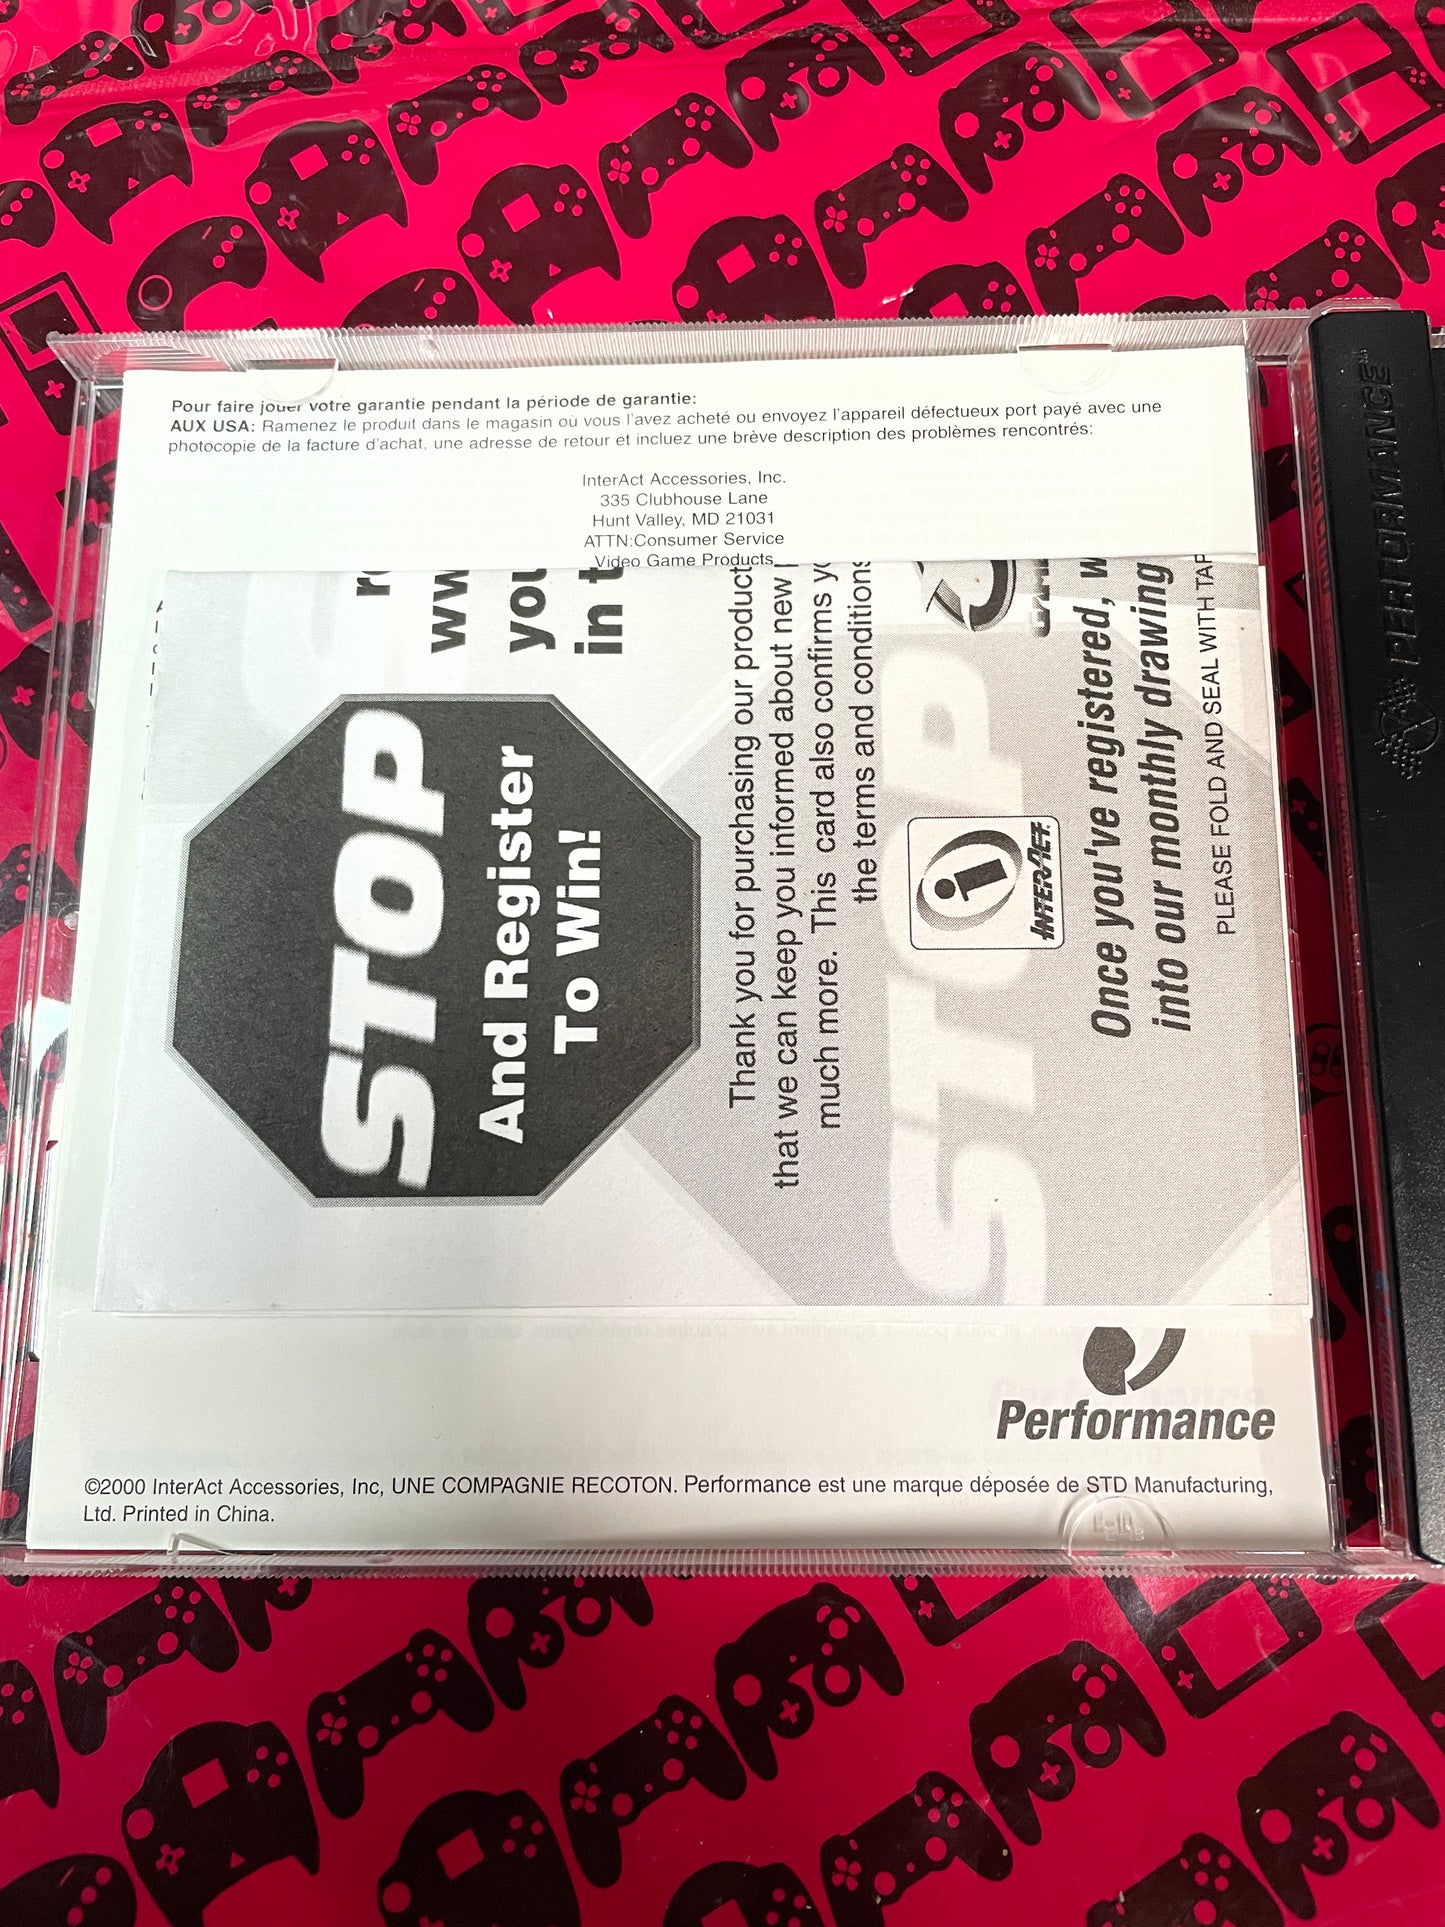 Pour faire jouer votre garantie pendant la période de garantie:
AUX USA: Ramenez le produit dans le magasin où vous l'avez acheté ou envoyez l'appareil défectueux port payé avec une
photocopie de la facture d'achat, une adresse de retour et incluez une brève description des problèmes rencontrés:
InterAct Accessories, Inc.
335 Clubhouse Lane
Hunt Valley, MD 21031
ATTN:Consumer Service
Video Game Products
STOP
And Register
To Win!
you
in t
Thank you for purchasing our product
that we can keep you informed about new
much more. This card also confirms
the terms and conditions
STOP
INTERACT
Once you've registered, w
into our monthly drawing
PLEASE FOLD AND SEAL WITH TAP
Performance
©2000 InterAct Accessories, Inc, UNE COMPAGNIE RECOTON. Performance est une marque déposée de STD Manufacturing,
Ltd. Printed in China.
PERFORMANCE